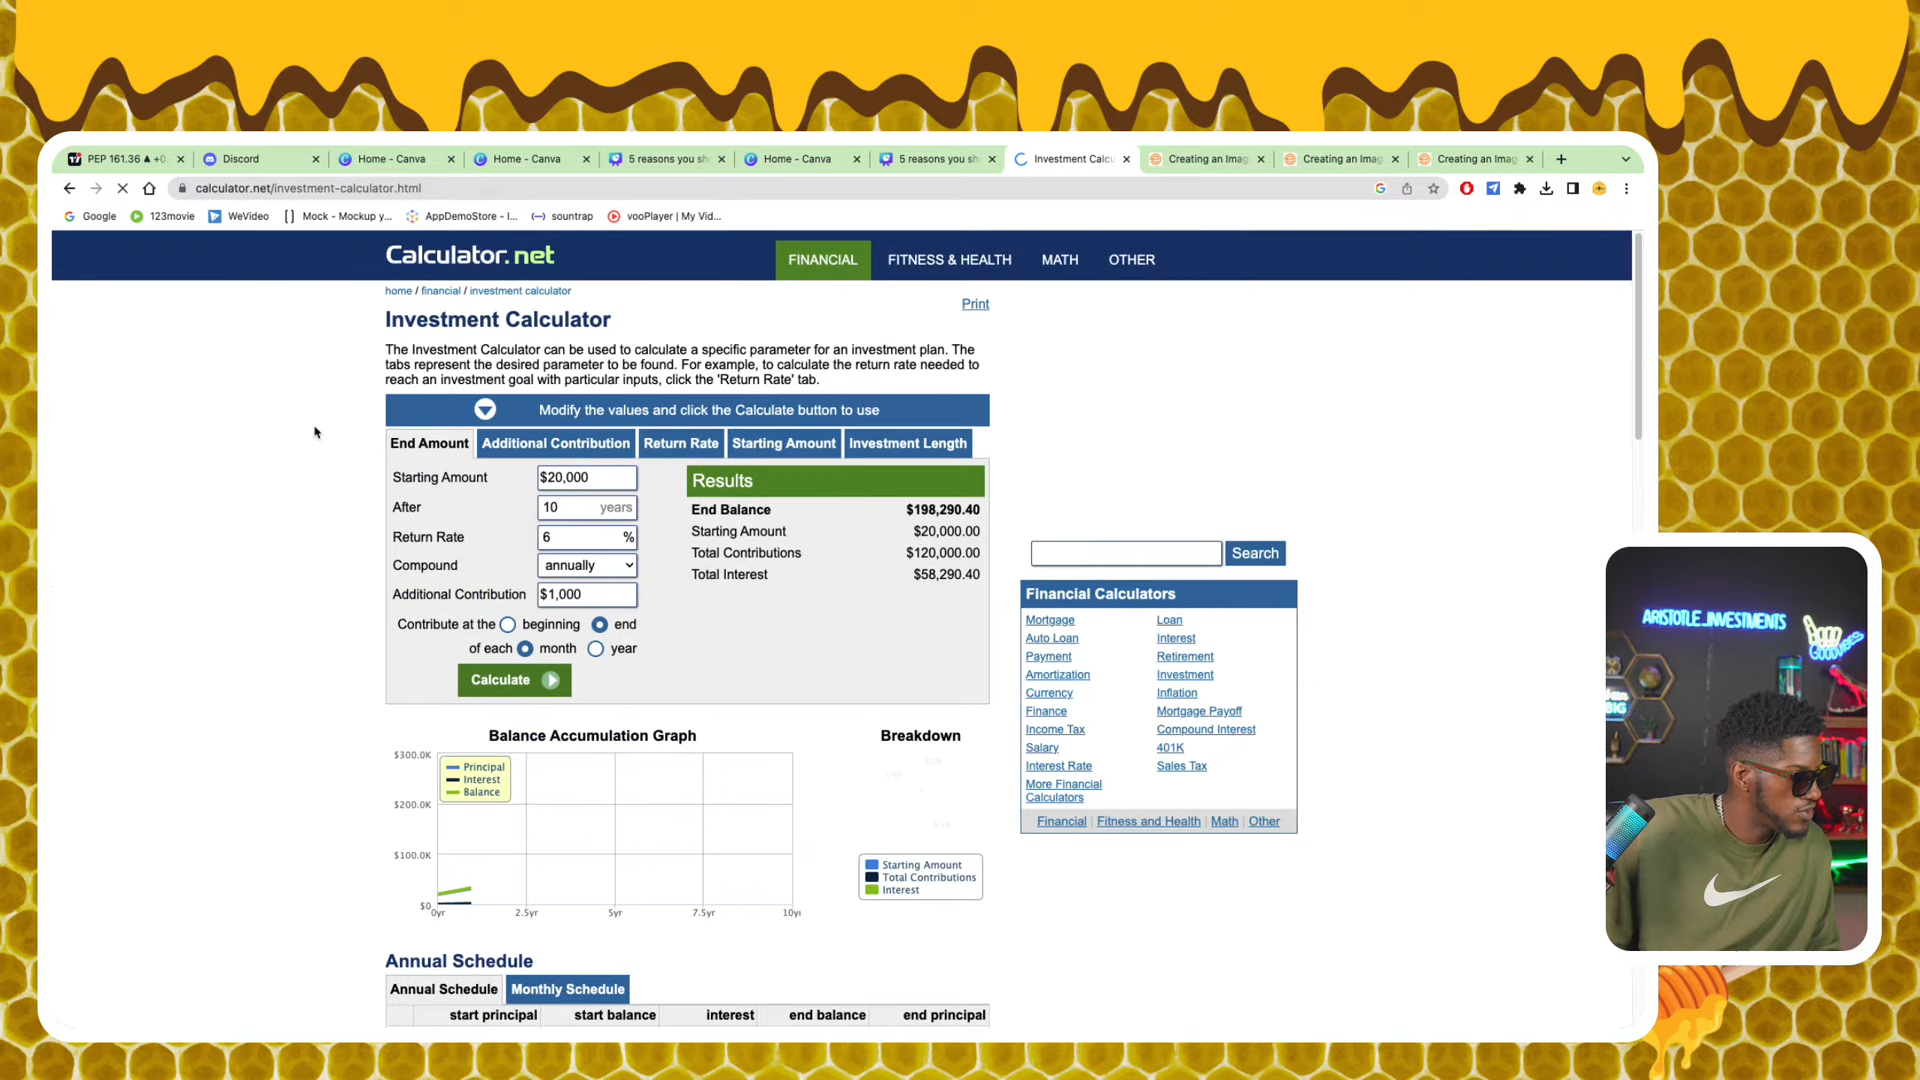 PEP 161.36 ▲ +0.
Discord
Home - Canva
Home - Canva
5 reasons you sh
Home - Canva
5 reasons you sh
Investment Calcu
Creating an Imag
Creating an Imag
Creating an Imag
calculator.net/investment-calculator.html
Google
123movie
WeVideo
Mock - Mockup y...
AppDemoStore - I...
sountrap
vooPlayer | My Vid...
Calculator.net
FINANCIAL
FITNESS & HEALTH
MATH
OTHER
home / financial / investment calculator
Print
Investment Calculator
The Investment Calculator can be used to calculate a specific parameter for an investment plan. The
tabs represent the desired parameter to be found. For example, to calculate the return rate needed to
reach an investment goal with particular inputs, click the 'Return Rate' tab.
Modify the values and click the Calculate button to use
End Amount
Additional Contribution
Return Rate
Starting Amount
Investment Length
Starting Amount $20,000
After 10 years
Return Rate 6 %
Compound annually
Additional Contribution $1,000
Contribute at the beginning end
of each month year
Calculate
Results
End Balance $198,290.40
Starting Amount $20,000.00
Total Contributions $120,000.00
Total Interest $58,290.40
Search
Financial Calculators
Mortgage Loan
Auto Loan Interest
Payment Retirement
Amortization Investment
Currency Inflation
Finance Mortgage Payoff
Income Tax Compound Interest
Salary 401K
Interest Rate Sales Tax
More Financial
Calculators
Financial | Fitness and Health | Math | Other
Balance Accumulation Graph
$300.0K
$200.0K
$100.0K
$0
0yr 2.5yr 5yr 7.5yr 10yr
Principal
Interest
Balance
Breakdown
Starting Amount
Total Contributions
Interest
Annual Schedule
Annual Schedule
Monthly Schedule
start principal start balance interest end balance end principal
ARISTOTLE_INVESTMENTS
GOODVIBES
BIG